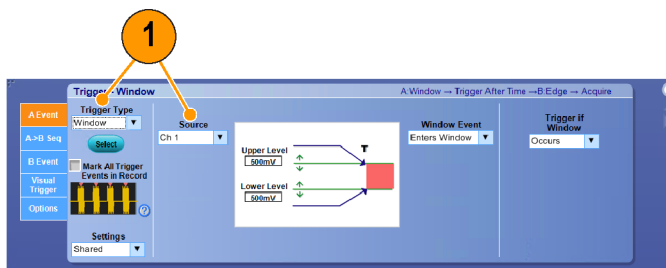 1
Trigger - Window
A:Window → Trigger After Time →B:Edge → Acquire
A Event
A->B Seq
B Event
Visual
Trigger
Options
Trigger Type
Window
Select
Mark All Trigger
Events in Record
Settings
Shared
Source
Ch 1
Upper Level
500mV
Lower Level
500mV
T
Window Event
Enters Window
Trigger if
Window
Occurs